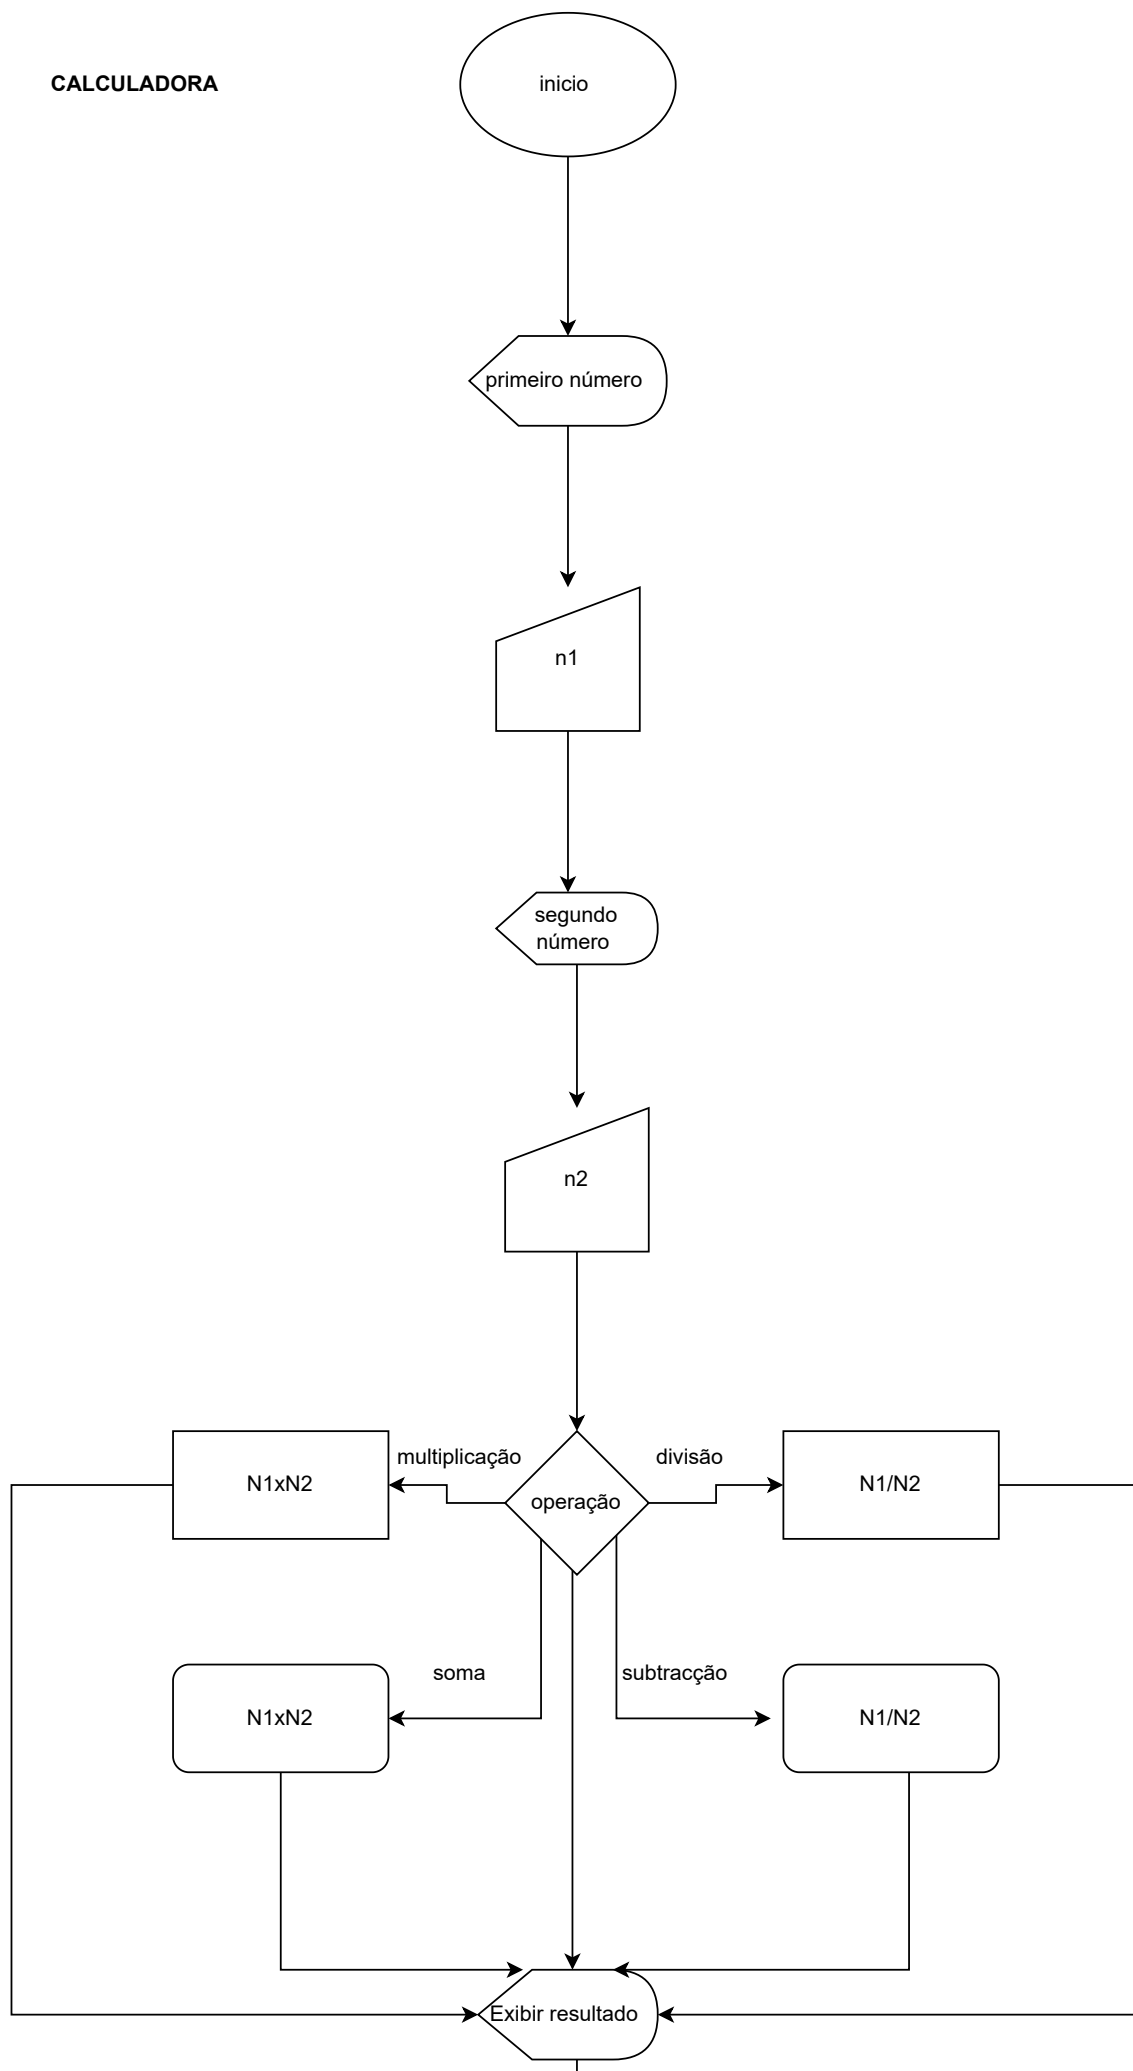 CALCULADORA
inicio
primeiro número
n1
segundo
número
n2
multiplicação
divisão
N1xN2
operação
N1/N2
soma
subtracção
N1xN2
N1/N2
Exibir resultado